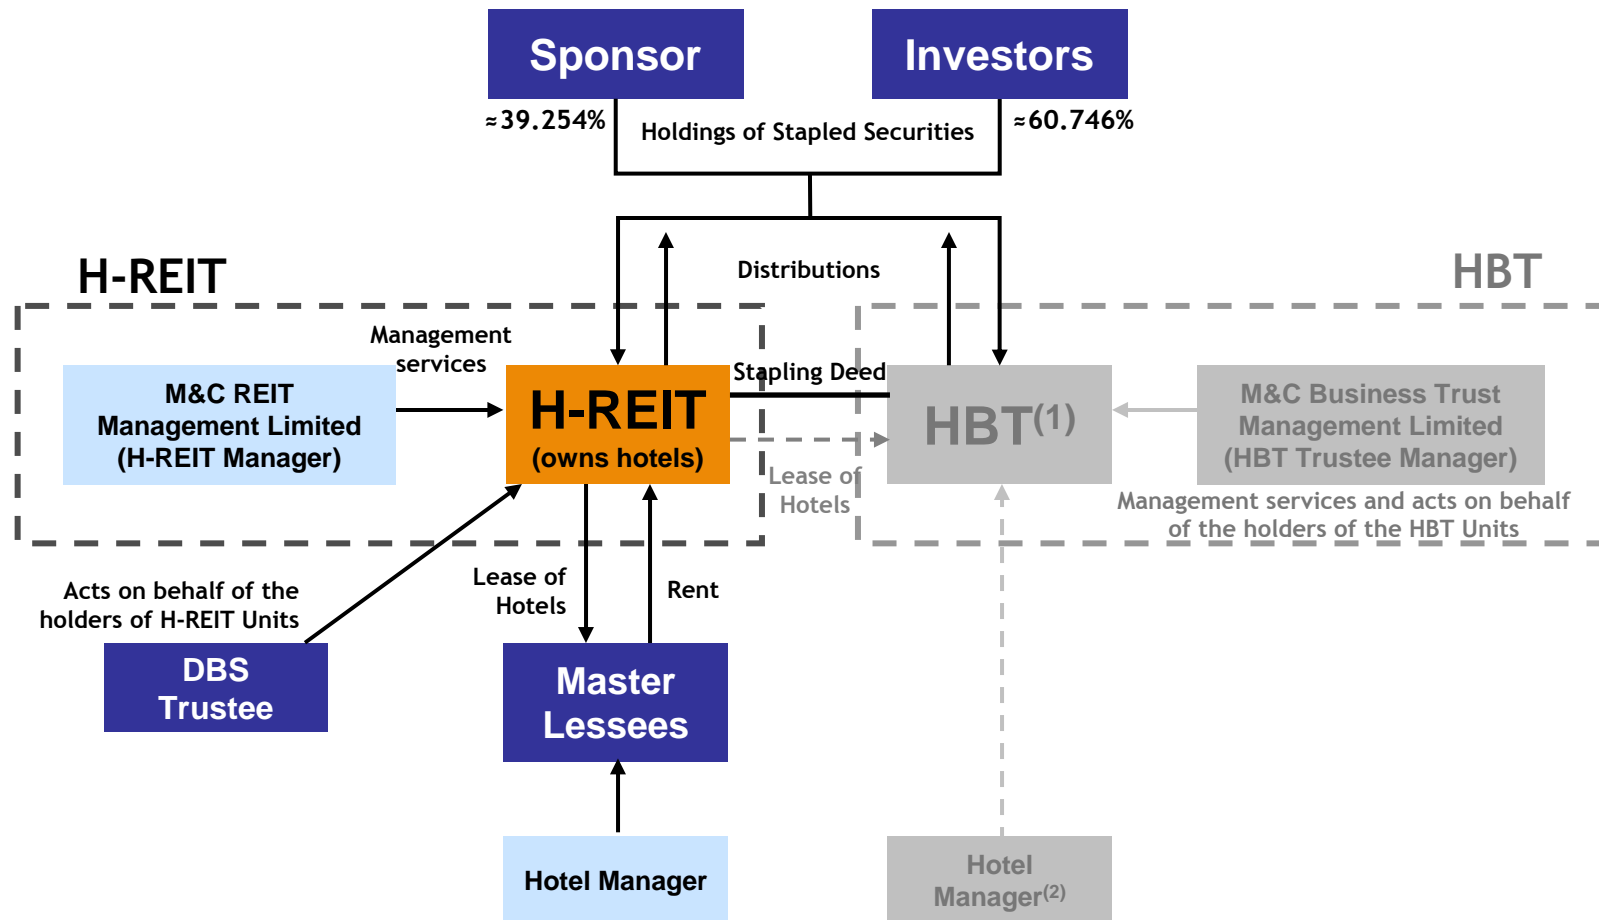 Sponsor
Investors
≈39.254%
Holdings of Stapled Securities
≈60.746%
H-REIT
Distributions
HBT
Management
services
M&C REIT
Management Limited
(H-REIT Manager)
H-REIT
(owns hotels)
Stapling Deed
HBT(1)
M&C Business Trust
Management Limited
(HBT Trustee Manager)
Lease of
Hotels
Management services and acts on behalf
of the holders of the HBT Units
Acts on behalf of the
holders of H-REIT Units
Lease of
Hotels
Rent
DBS
Trustee
Master
Lessees
Hotel Manager
Hotel
Manager(2)